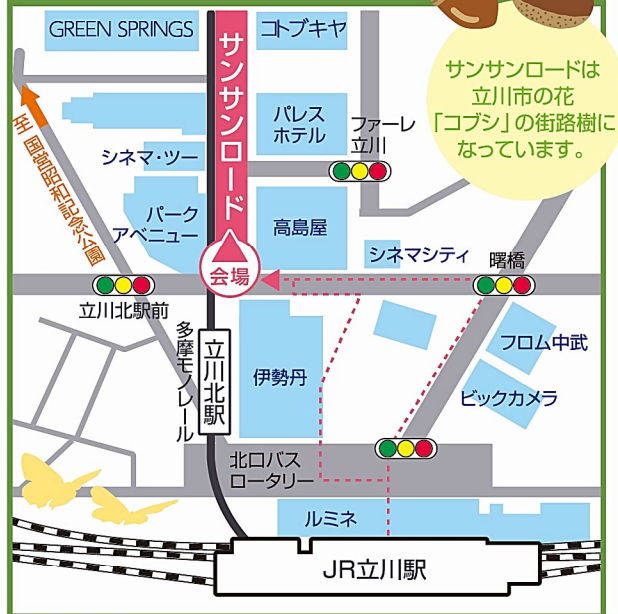 GREEN SPRINGS
コトブキヤ
サンサンロードは
立川市の花
「コブシ」の街路樹に
なっています。
サンサンロード
パレス
ホテル
ファーレ
立川
シネマ・ツー
至 国営昭和記念公園
パーク
アベニュー
高島屋
シネマシティ
曙橋
会場
立川北駅前
多摩モノレール
立川北駅
伊勢丹
フロム中武
ビックカメラ
北口バス
ロータリー
ルミネ
JR立川駅